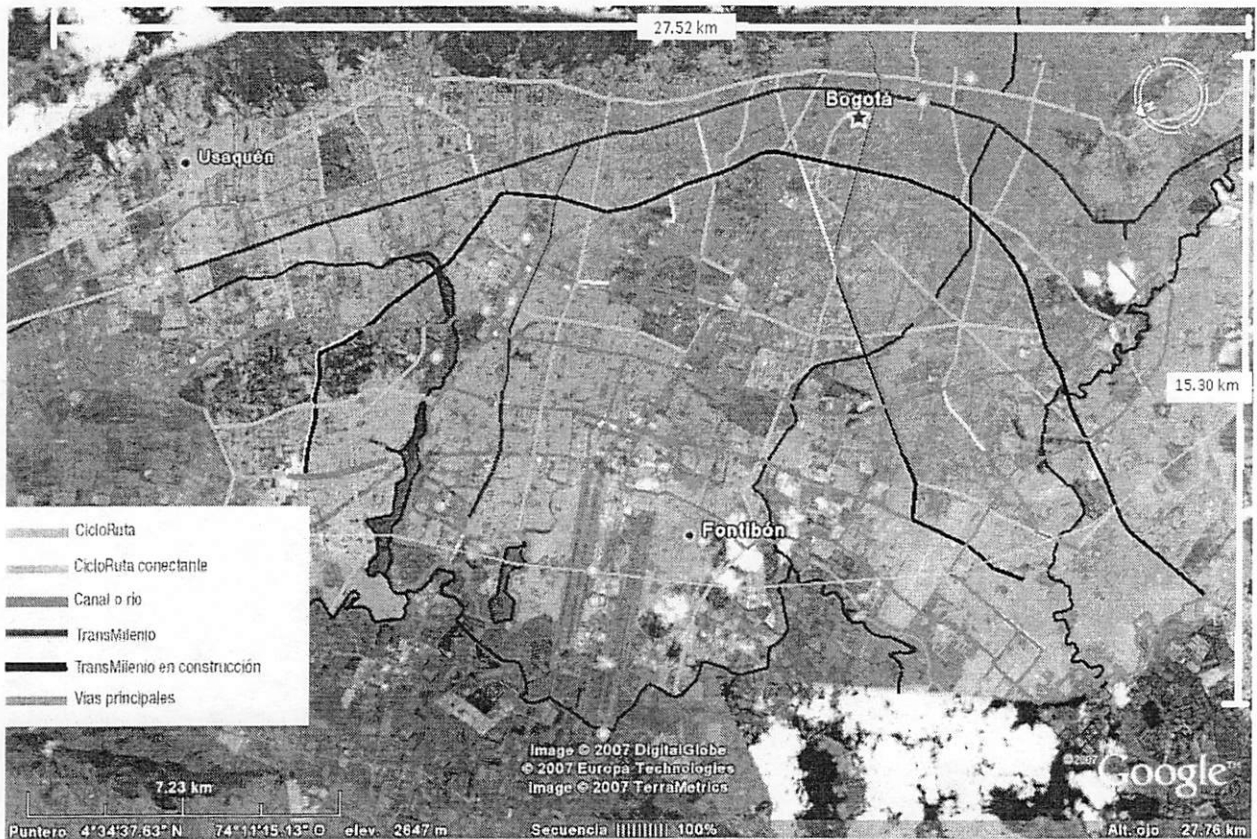 27.52 km
Bogotá
Usaquén
15.30 km
Fontibón
CicloRuta
CicloRuta conectante
Canal o río
TransMilenio
TransMilenio en construcción
Vías principales
Image © 2007 DigitalGlobe
© 2007 Europa Technologies
Image © 2007 TerraMetrics
©2007 Google™
7.23 km
Puntero 4°34'37.63" N 74°11'15.13" O elev. 2647 m Secuencia 100% Alt. ojo 27.76 km